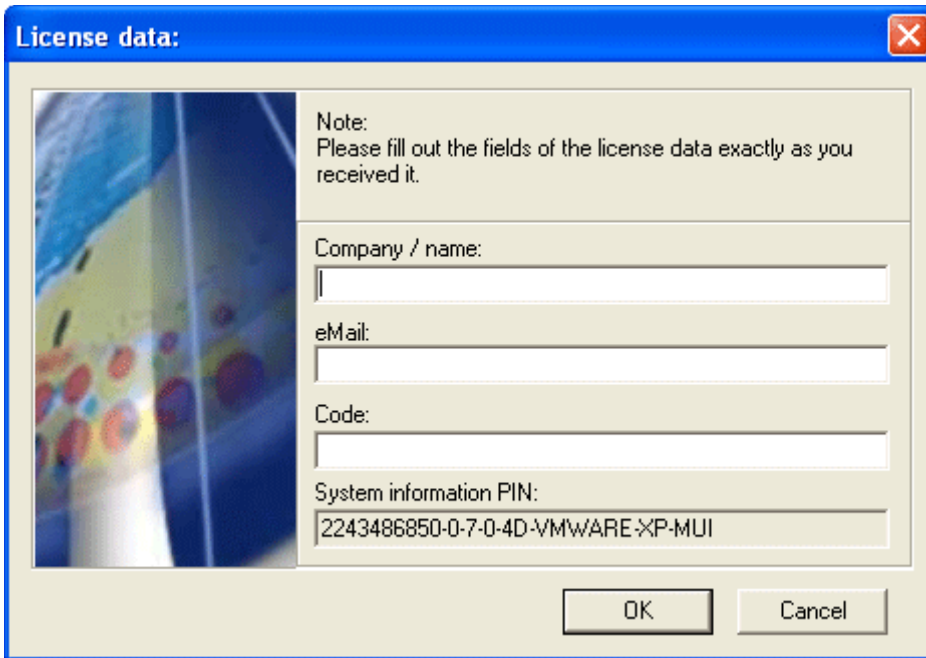 License data:
Note:
Please fill out the fields of the license data exactly as you
received it.
Company / name:
eMail:
Code:
System information PIN:
2243486850-0-7-0-4D-VMWARE-XP-MUI
OK
Cancel